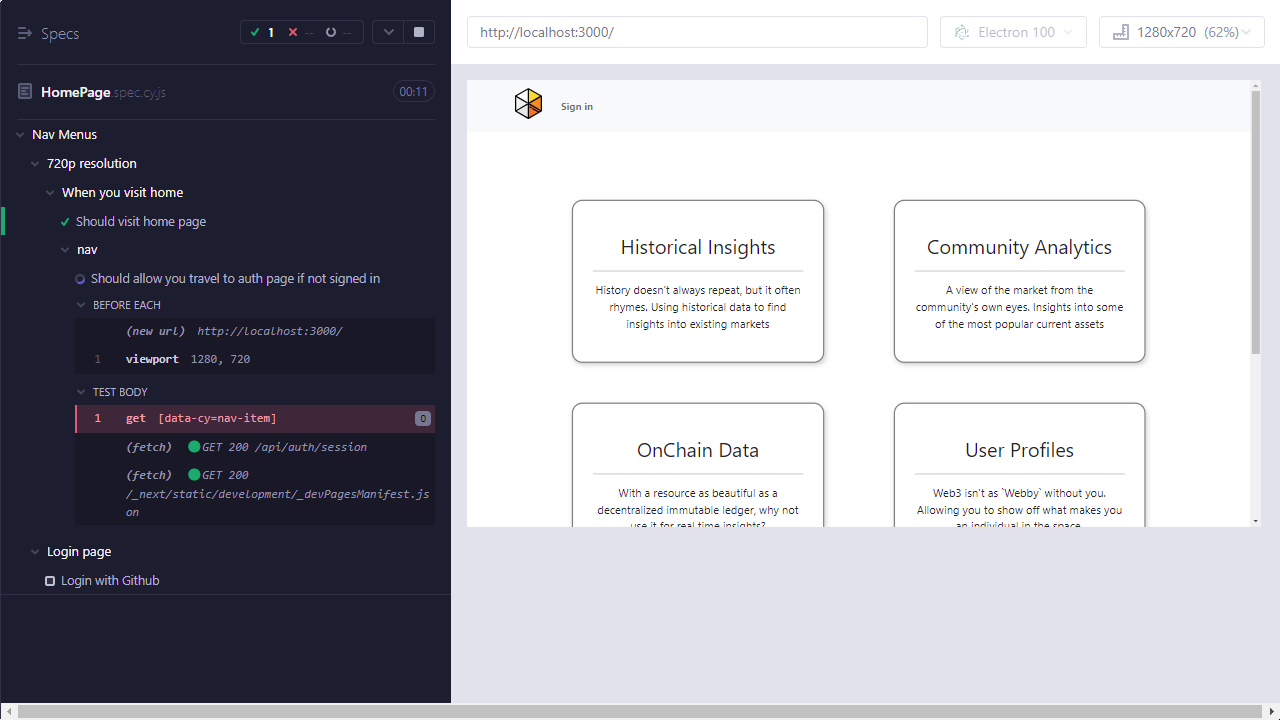 Specs
1 -- --
HomePage.spec.cy.js 00:11
Nav Menus
720p resolution
When you visit home
Should visit home page
nav
Should allow you travel to auth page if not signed in
BEFORE EACH
(new url) http://localhost:3000/
1 viewport 1280, 720
TEST BODY
1 get [data-cy=nav-item] 0
(fetch) GET 200 /api/auth/session
(fetch) GET 200
/_next/static/development/_devPagesManifest.js
on
Login page
Login with Github
http://localhost:3000/
Electron 100
1280x720 (62%)
Sign in
Historical Insights
History doesn't always repeat, but it often
rhymes. Using historical data to find
insights into existing markets
Community Analytics
A view of the market from the
community's own eyes. Insights into some
of the most popular current assets
OnChain Data
With a resource as beautiful as a
decentralized immutable ledger, why not
use it for real time insights?
User Profiles
Web3 isn't as `Webby` without you.
Allowing you to show off what makes you
an individual in the space